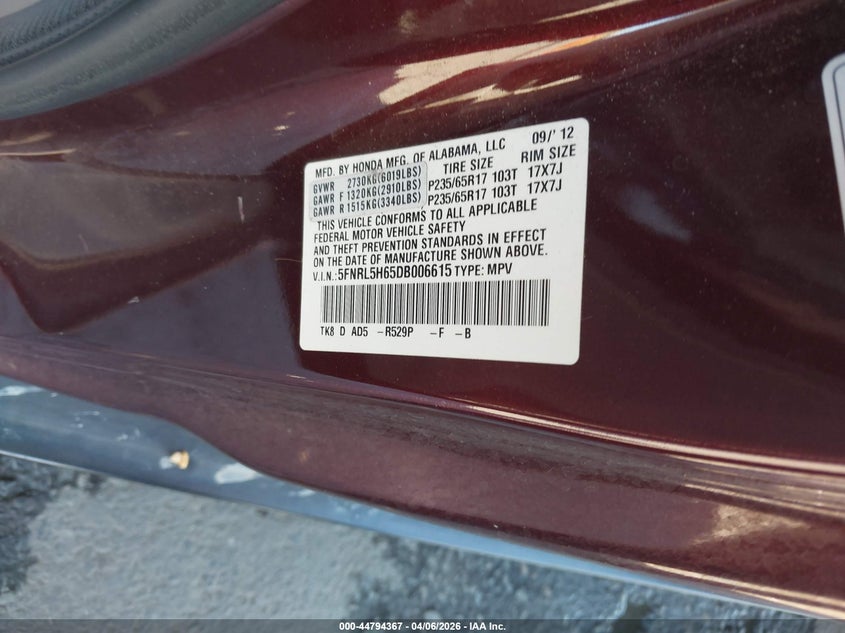 MFD. BY HONDA MFG. OF ALABAMA, LLC 09/'12
TIRE SIZE RIM SIZE
GVWR 2730KG(6019LBS)
GAWR F 1320KG(2910LBS) P235/65R17 103T 17X7J
GAWR R 1515KG(3340LBS) P235/65R17 103T 17X7J
THIS VEHICLE CONFORMS TO ALL APPLICABLE
FEDERAL MOTOR VEHICLE SAFETY
AND THEFT PREVENTION STANDARDS IN EFFECT
ON THE DATE OF MANUFACTURE SHOWN ABOVE.
V.I.N.:5FNRL5H65DB006615 TYPE: MPV
TK8 D AD5 -R529P -F -B
000-44794367 - 04/06/2026 - IAA Inc.